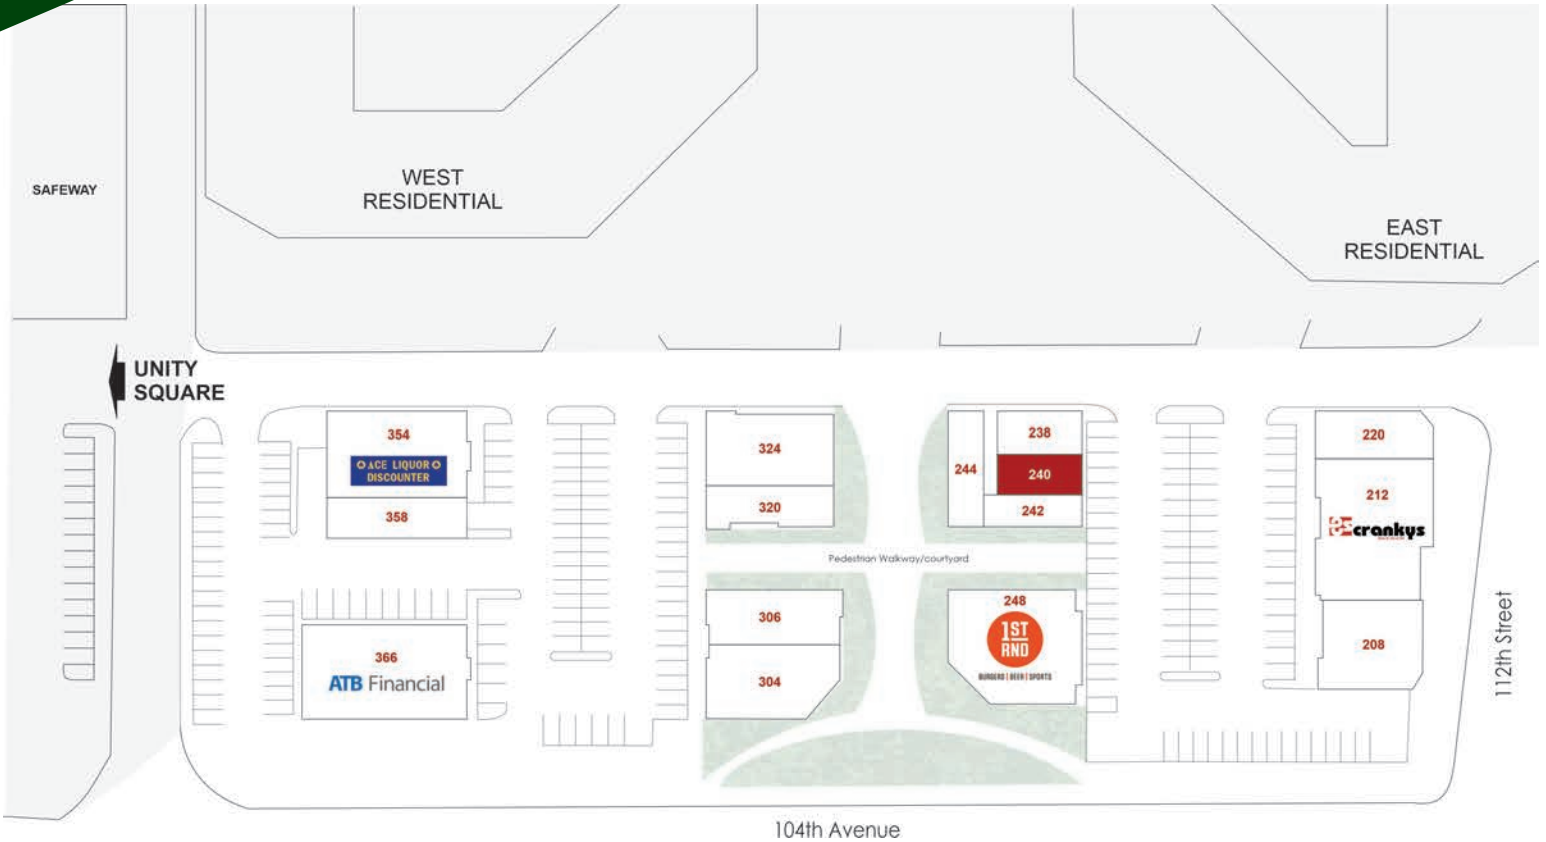 SAFEWAY
WEST
RESIDENTIAL
EAST
RESIDENTIAL
UNITY
SQUARE
354
ACE LIQUOR
DISCOUNTER
358
366
ATB Financial
324
320
Pedestrian Walkway/courtyard
306
304
244
238
240
242
248
1ST
RND
BURGERS | BEER | SPORTS
220
212
crankys
208
112th Street
104th Avenue